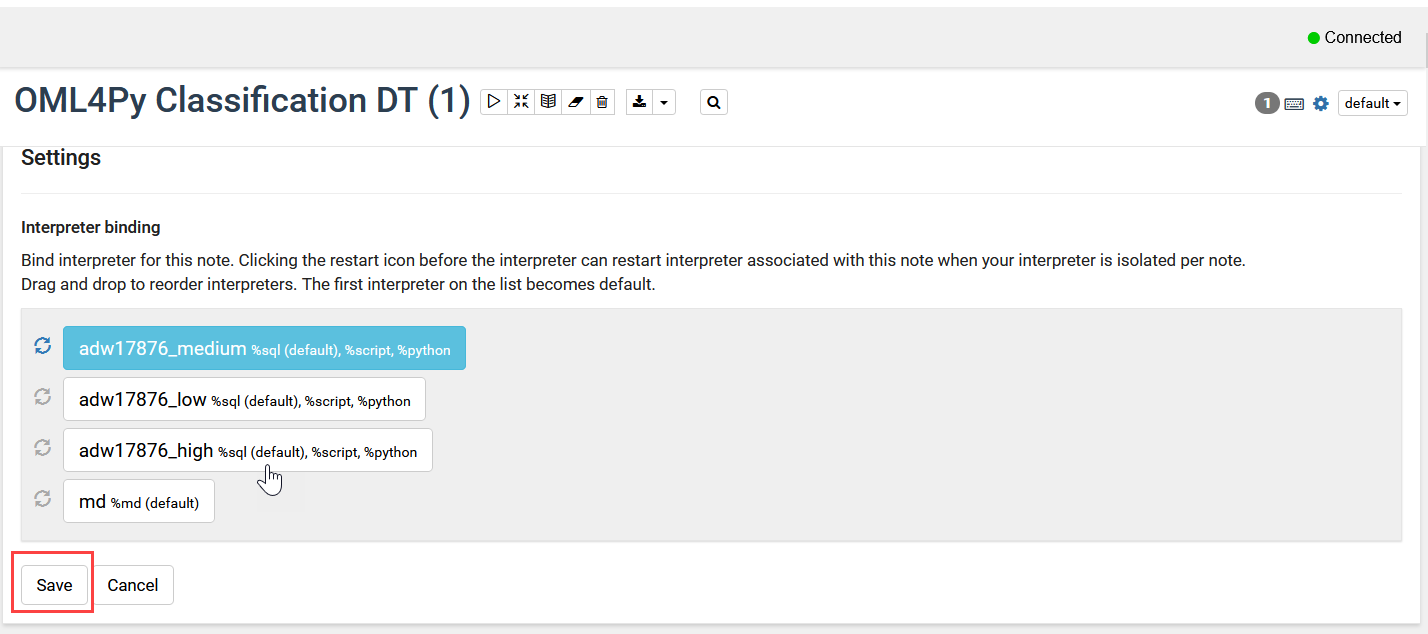 Connected
OML4Py Classification DT (1)
1
default
Settings
Interpreter binding
Bind interpreter for this note. Clicking the restart icon before the interpreter can restart interpreter associated with this note when your interpreter is isolated per note.
Drag and drop to reorder interpreters. The first interpreter on the list becomes default.
adw17876_medium %sql (default), %script, %python
adw17876_low %sql (default), %script, %python
adw17876_high %sql (default), %script, %python
md %md (default)
Save Cancel